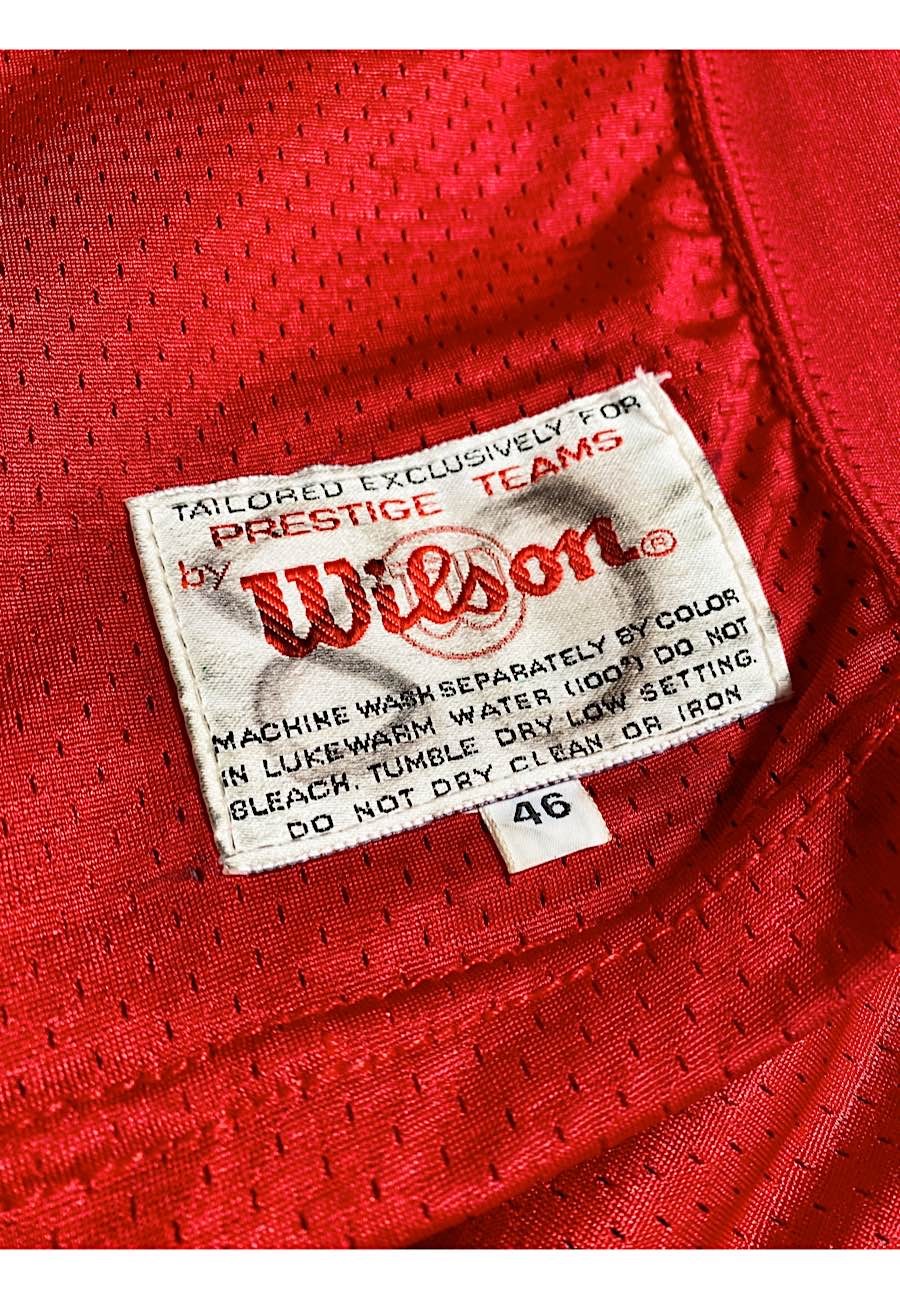 TAILORED EXCLUSIVELY FOR
PRESTIGE TEAMS
by Wilson®
MACHINE WASH SEPARATELY BY COLOR
IN LUKEWARM WATER (100°) DO NOT
BLEACH. TUMBLE DRY LOW SETTING.
DO NOT DRY CLEAN OR IRON
46